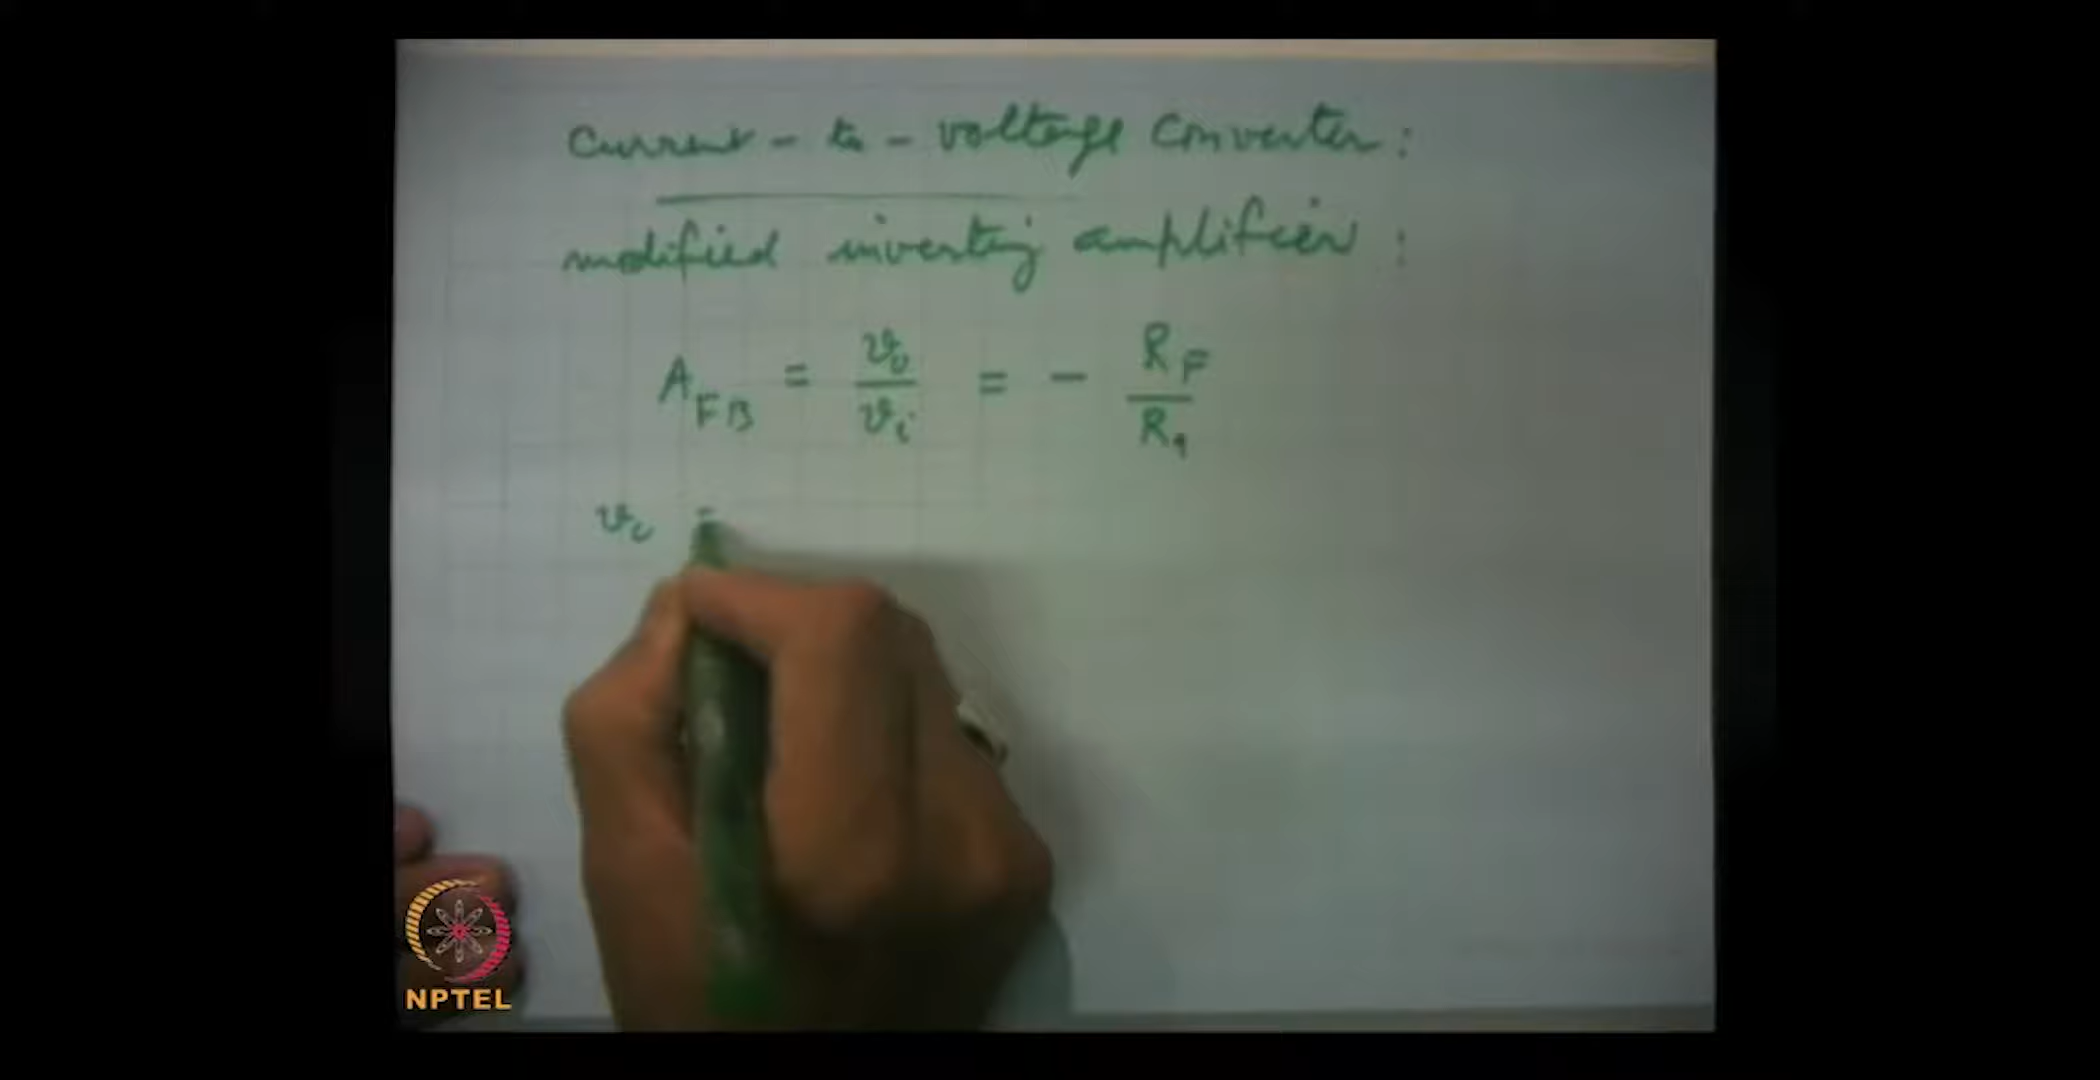 Current - to - voltage converter :
modified inverting amplifier :
A_FB = v_o / v_i = - R_F / R_1
v_o =
NPTEL